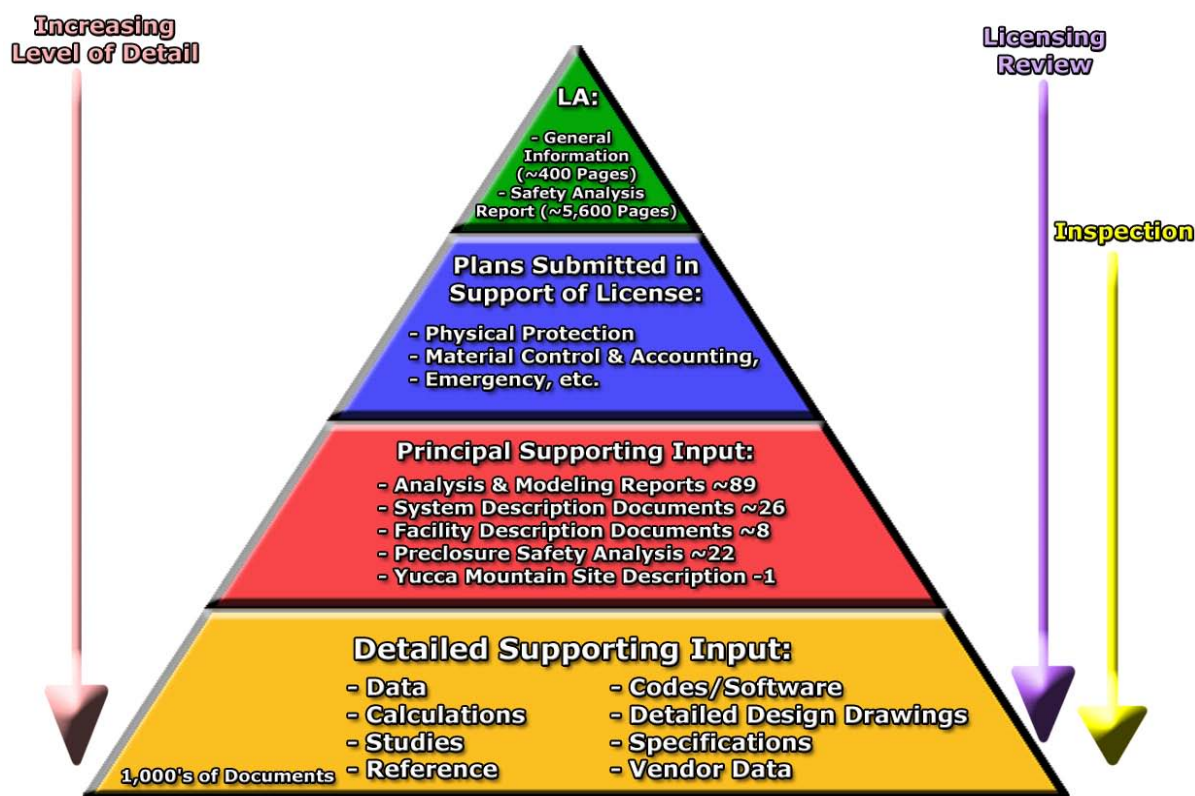 Increasing
Level of Detail
Licensing
Review
Inspection
LA:
- General
Information
(~400 Pages)
- Safety Analysis
Report (~5,600 Pages)
Plans Submitted in
Support of License:
- Physical Protection
- Material Control & Accounting,
- Emergency, etc.
Principal Supporting Input:
- Analysis & Modeling Reports ~89
- System Description Documents ~26
- Facility Description Documents ~8
- Preclosure Safety Analysis ~22
- Yucca Mountain Site Description -1
Detailed Supporting Input:
- Data
- Calculations
- Studies
- Reference
- Codes/Software
- Detailed Design Drawings
- Specifications
- Vendor Data
1,000's of Documents